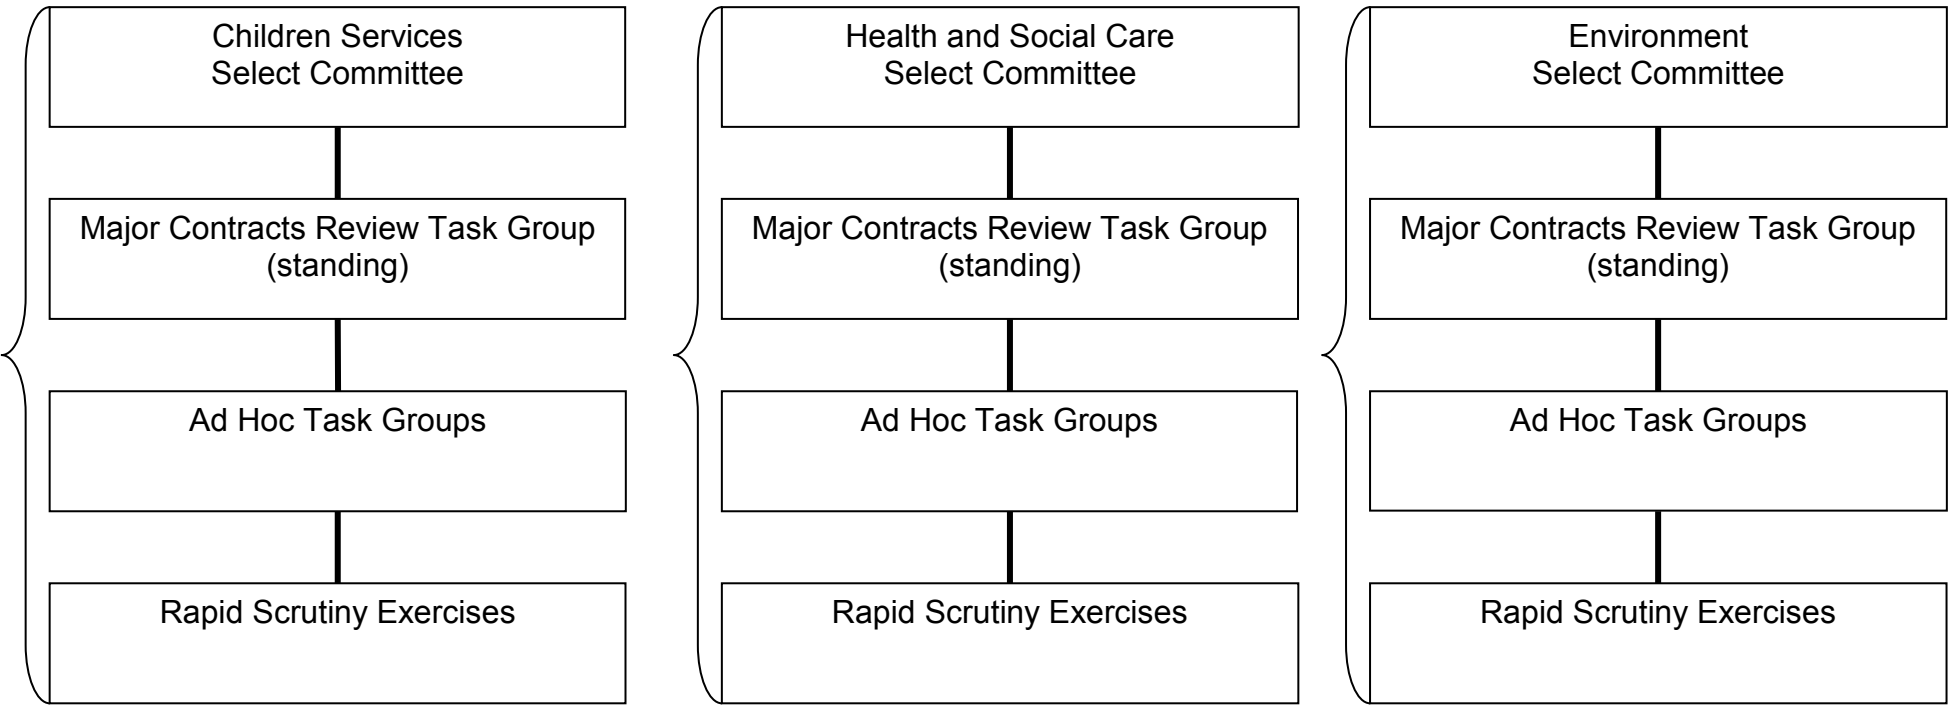 Children Services
Select Committee
Major Contracts Review Task Group
(standing)
Ad Hoc Task Groups
Rapid Scrutiny Exercises
Health and Social Care
Select Committee
Major Contracts Review Task Group
(standing)
Ad Hoc Task Groups
Rapid Scrutiny Exercises
Environment
Select Committee
Major Contracts Review Task Group
(standing)
Ad Hoc Task Groups
Rapid Scrutiny Exercises